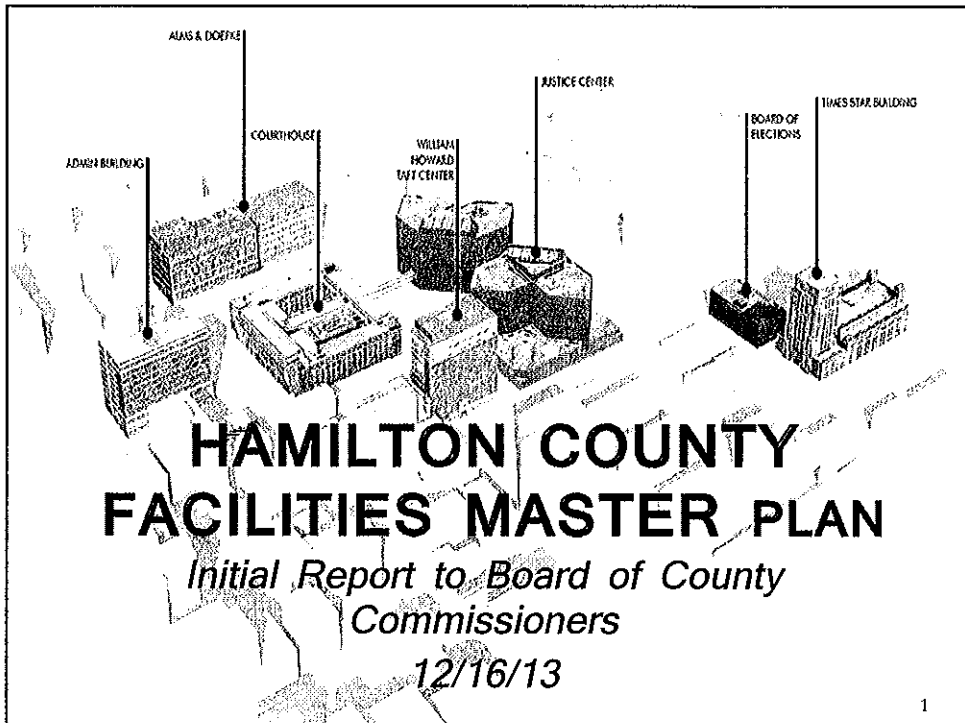 ALMS & DOEPKE
JUSTICE CENTER
TIMES STAR BUILDING
BOARD OF
ELECTIONS
COURTHOUSE
WILLIAM
HOWARD
TAFT CENTER
ADMIN BUILDING
HAMILTON COUNTY
FACILITIES MASTER PLAN
Initial Report to Board of County
Commissioners
12/16/13
1